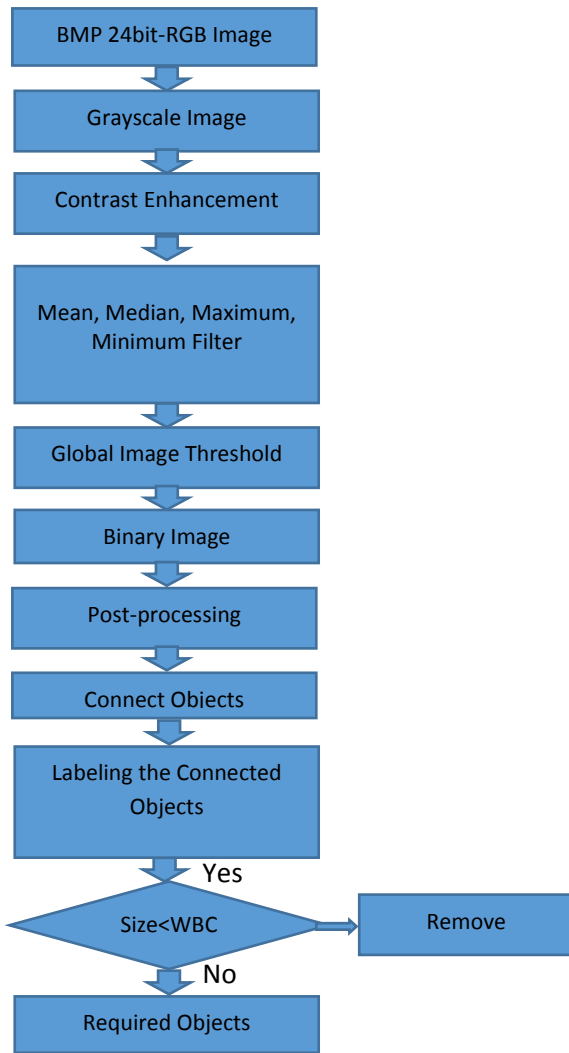 BMP 24bit-RGB Image
Grayscale Image
Contrast Enhancement
Mean, Median, Maximum,
Minimum Filter
Global Image Threshold
Binary Image
Post-processing
Connect Objects
Labeling the Connected
Objects
Yes
Size<WBC
Remove
No
Required Objects